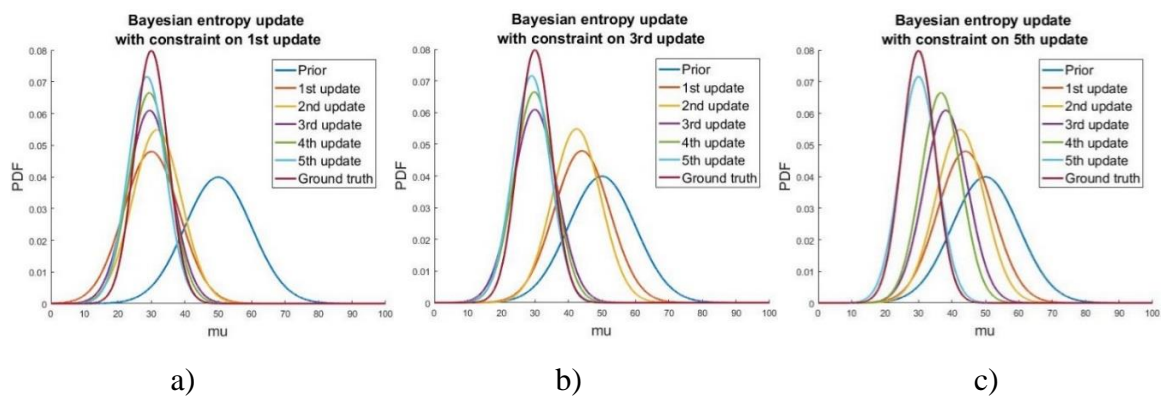 Bayesian entropy update
with constraint on 1st update
0.08
0.07
0.06
0.05
0.04
0.03
0.02
0.01
0
PDF
0 10 20 30 40 50 60 70 80 90 100
mu
Prior
1st update
2nd update
3rd update
4th update
5th update
Ground truth
a)
Bayesian entropy update
with constraint on 3rd update
0.08
0.07
0.06
0.05
0.04
0.03
0.02
0.01
0
PDF
0 10 20 30 40 50 60 70 80 90 100
mu
Prior
1st update
2nd update
3rd update
4th update
5th update
Ground truth
b)
Bayesian entropy update
with constraint on 5th update
0.08
0.07
0.06
0.05
0.04
0.03
0.02
0.01
0
PDF
0 10 20 30 40 50 60 70 80 90 100
mu
Prior
1st update
2nd update
3rd update
4th update
5th update
Ground truth
c)